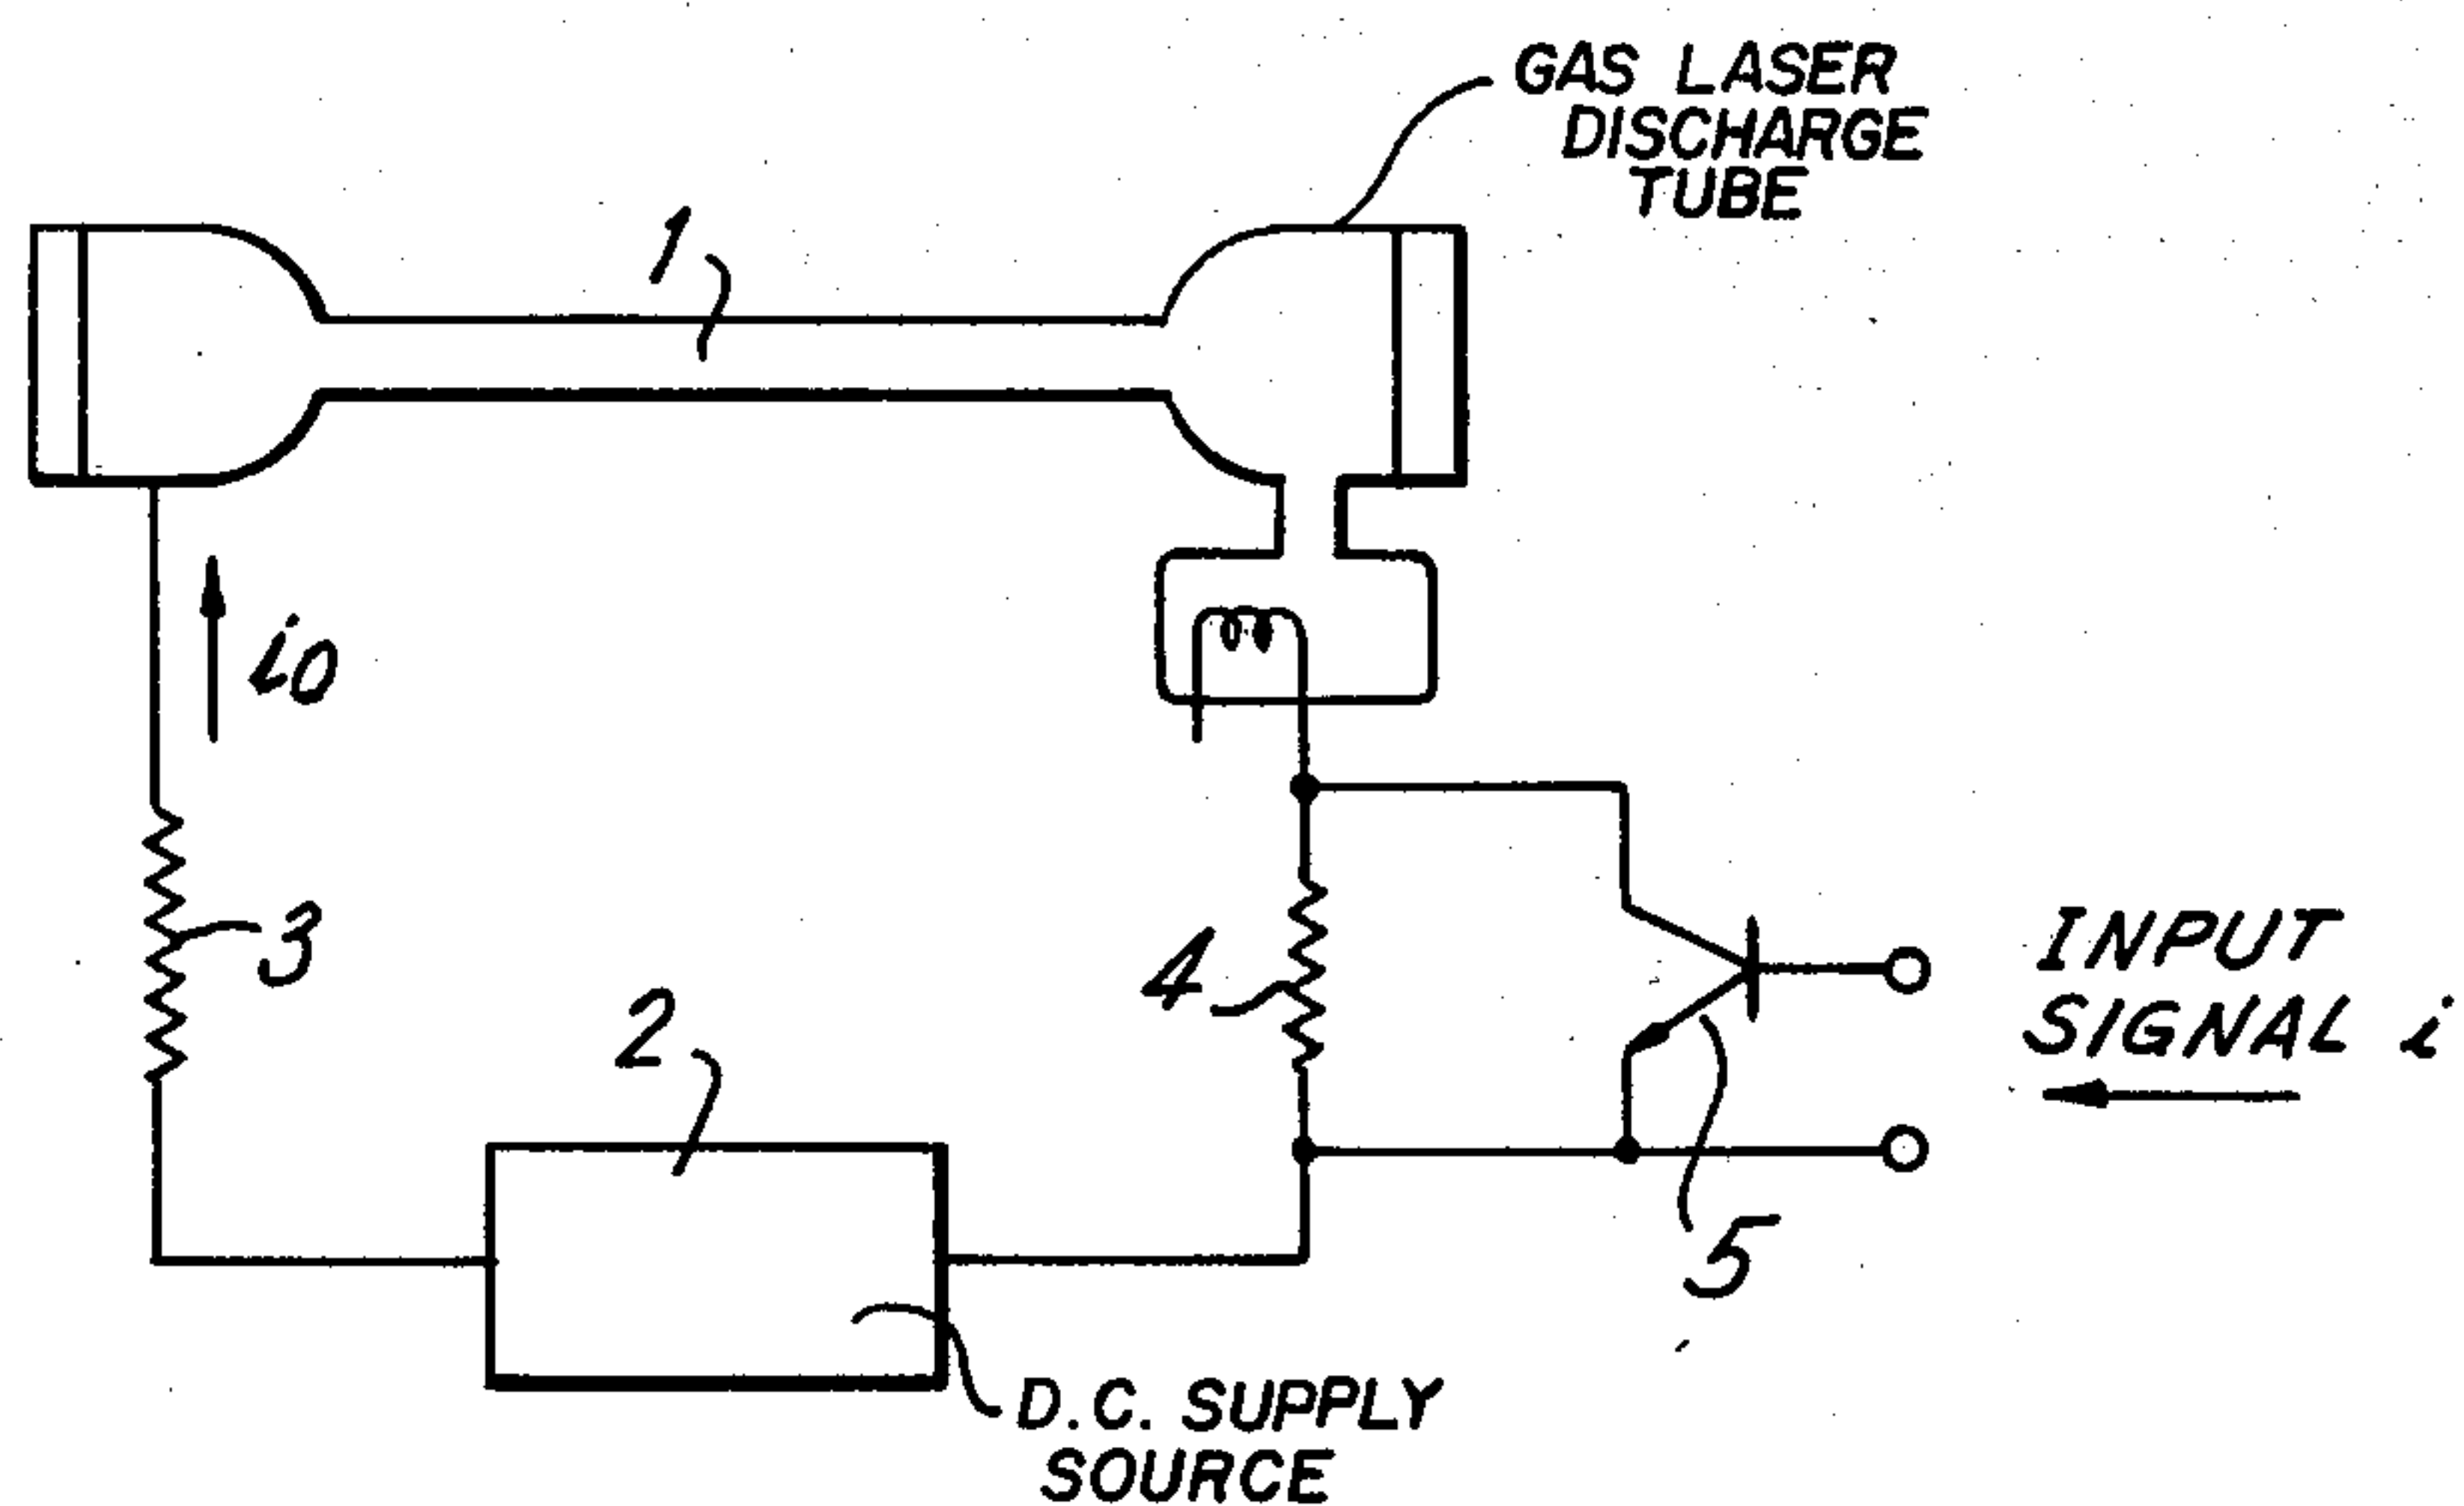 GAS LASER
DISCHARGE
TUBE
1
i0
3
4
2
INPUT
SIGNAL i
5
D.C. SUPPLY
SOURCE